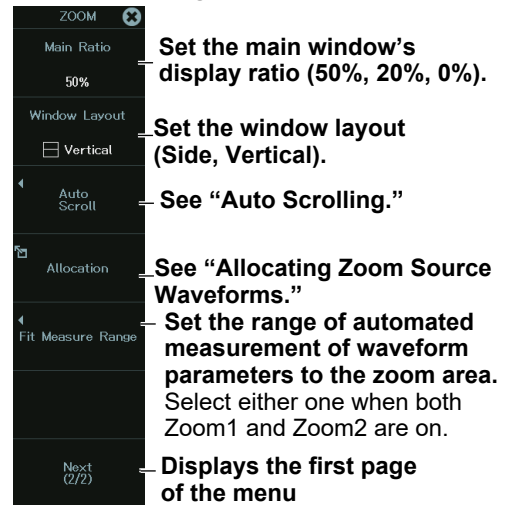 ZOOM
Main Ratio
50%
Set the main window's
display ratio (50%, 20%, 0%).
Window Layout
Vertical
Set the window layout
(Side, Vertical).
Auto
Scroll
See “Auto Scrolling.”
Allocation
See “Allocating Zoom Source
Waveforms.”
Fit Measure Range
Set the range of automated
measurement of waveform
parameters to the zoom area.
Select either one when both
Zoom1 and Zoom2 are on.
Next
(2/2)
Displays the first page
of the menu